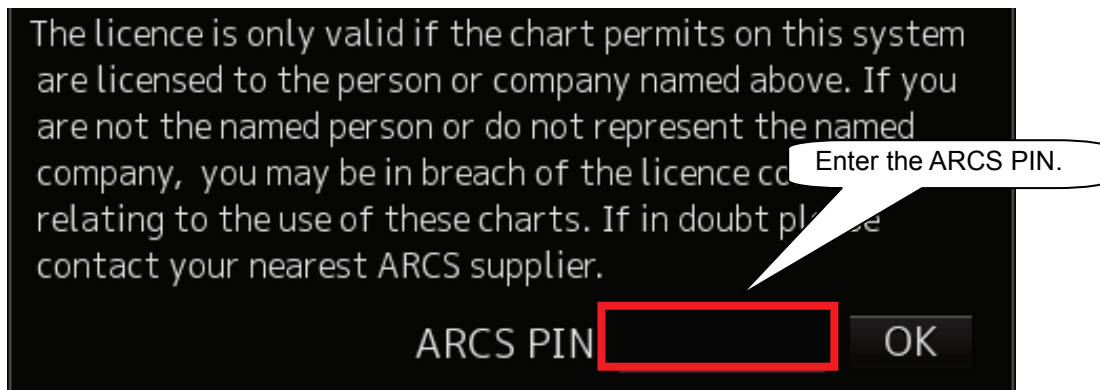 The licence is only valid if the chart permits on this system
are licensed to the person or company named above. If you
are not the named person or do not represent the named
company, you may be in breach of the licence
relating to the use of these charts. If in doubt
contact your nearest ARCS supplier.
Enter the ARCS PIN.
ARCS PIN
OK